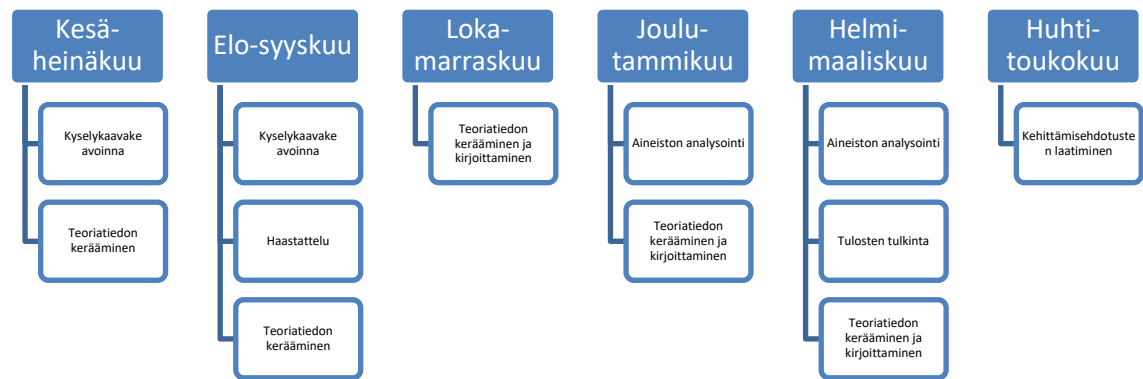 Kesä-
heinäkuu
Kyselykaavake
avoinna
Teoriatiedon
kerääminen
Elo-syyskuu
Kyselykaavake
avoinna
Haastattelu
Teoriatiedon
kerääminen
Loka-
marraskuu
Teoriatiedon
kerääminen ja
kirjoittaminen
Joulu-
tammikuu
Aineiston analysointi
Teoriatiedon
kerääminen ja
kirjoittaminen
Helmi-
maaliskuu
Aineiston analysointi
Tulosten tulkinta
Teoriatiedon
kerääminen ja
kirjoittaminen
Huhti-
toukokuu
Kehittämisehdotuste
n laatiminen